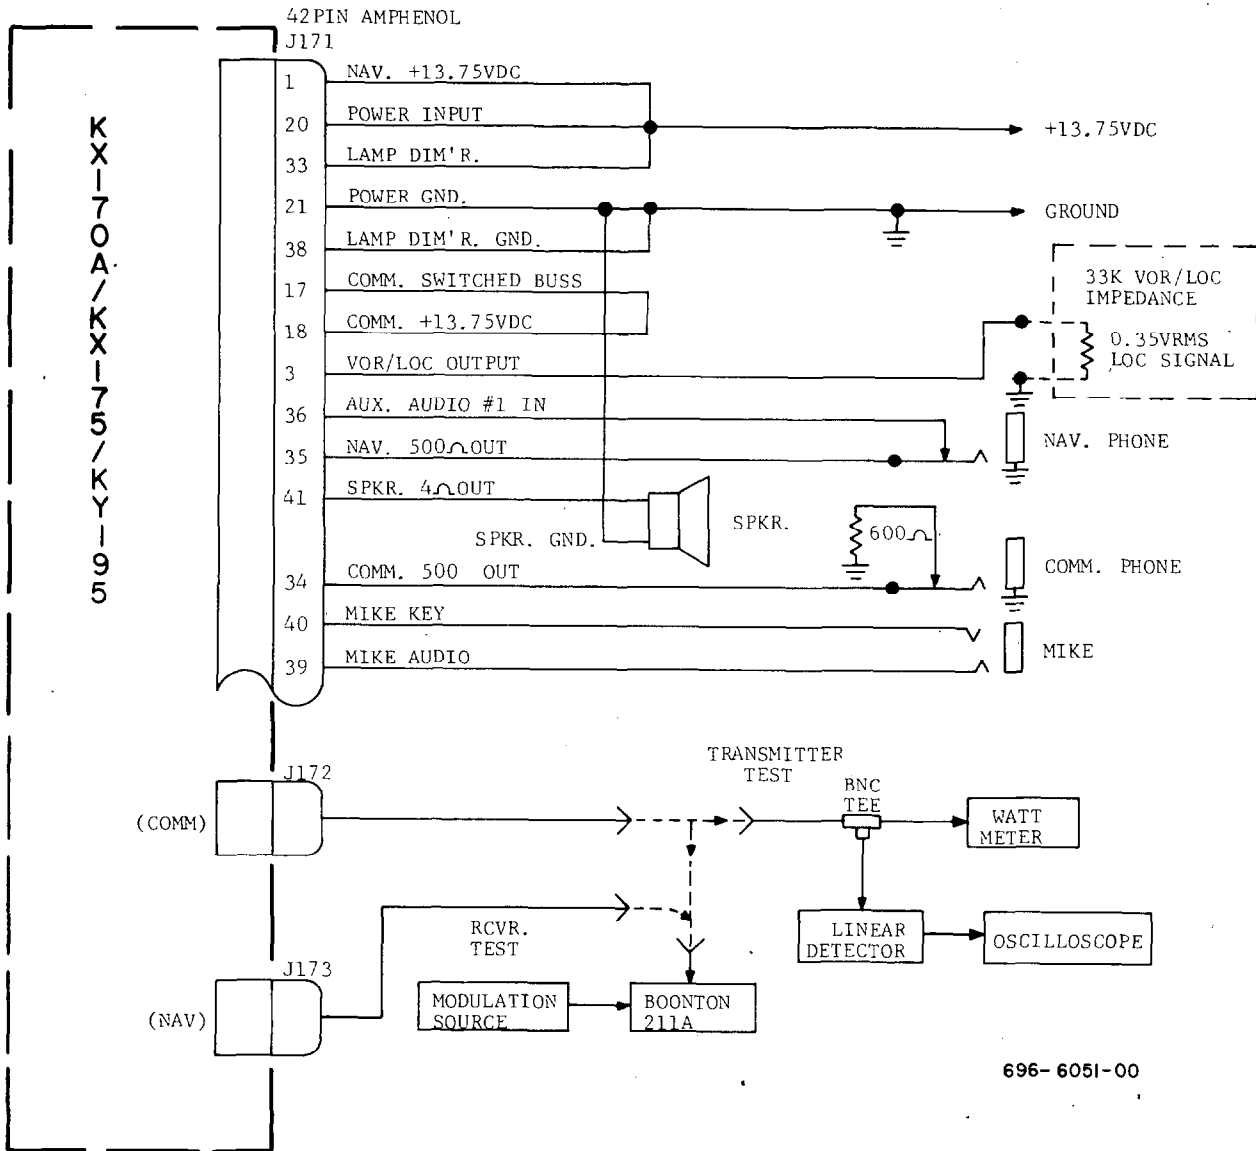 42PIN AMPHENOL
J171
KX170A/KX175/KY195
1 NAV. +13.75VDC
20 POWER INPUT
+13.75VDC
33 LAMP DIM'R.
21 POWER GND.
GROUND
38 LAMP DIM'R. GND.
17 COMM. SWITCHED BUSS
18 COMM. +13.75VDC
3 VOR/LOC OUTPUT
33K VOR/LOC
IMPEDANCE
0.35VRMS
LOC SIGNAL
36 AUX. AUDIO #1 IN
35 NAV. 500Ω OUT
NAV. PHONE
41 SPKR. 4Ω OUT
SPKR. GND.
SPKR.
600Ω
34 COMM. 500 OUT
COMM. PHONE
40 MIKE KEY
39 MIKE AUDIO
MIKE
J172
(COMM)
TRANSMITTER
TEST
BNC
TEE
WATT
METER
LINEAR
DETECTOR
OSCILLOSCOPE
RCVR.
TEST
J173
(NAV)
MODULATION
SOURCE
BOONTON
211A
696-6051-00